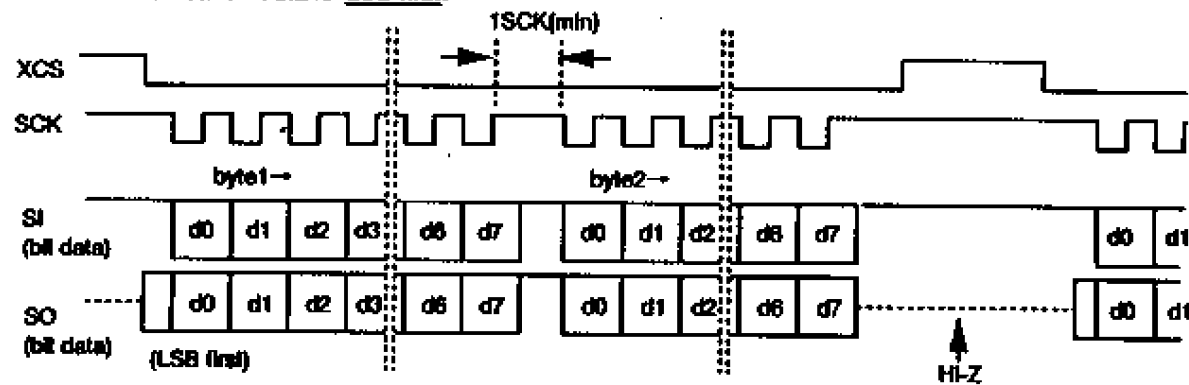 1SCK(min)
XCS
SCK
byte1→ byte2→
SI d0 d1 d2 d3 d6 d7 d0 d1 d2 d6 d7 d0 d1
(bit data)
SO d0 d1 d2 d3 d6 d7 d0 d1 d2 d6 d7 d0 d1
(bit data)
(LSB first)
Hi-Z